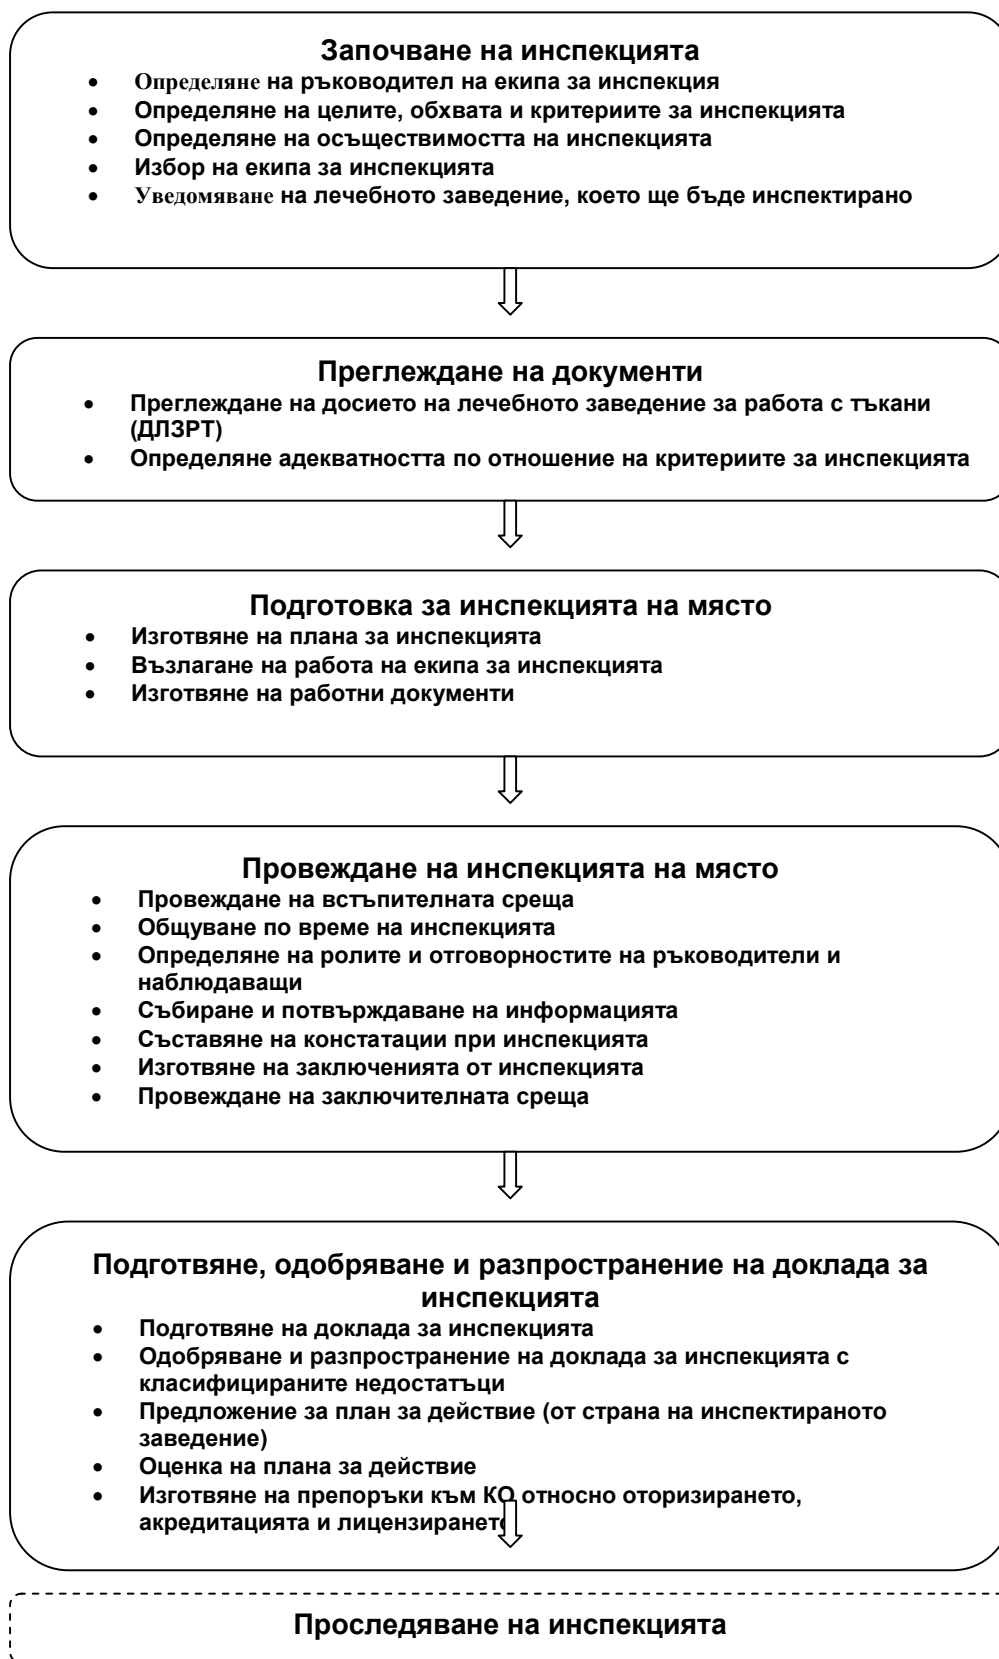 Започване на инспекцията
• Определяне на ръководител на екипа за инспекция
• Определяне на целите, обхвата и критериите за инспекцията
• Определяне на осъществимостта на инспекцията
• Избор на екипа за инспекцията
• Уведомяване на лечебното заведение, което ще бъде инспектирано
Преглеждане на документи
• Преглеждане на досието на лечебното заведение за работа с тъкани
(ДЛЗРТ)
• Определяне адекватността по отношение на критериите за инспекцията
Подготовка за инспекцията на място
• Изготвяне на плана за инспекцията
• Възлагане на работа на екипа за инспекцията
• Изготвяне на работни документи
Провеждане на инспекцията на място
• Провеждане на встъпителната среща
• Общуване по време на инспекцията
• Определяне на ролите и отговорностите на ръководители и
наблюдаващи
• Събиране и потвърждаване на информацията
• Съставяне на констатации при инспекцията
• Изготвяне на заключенията от инспекцията
• Провеждане на заключителната среща
Подготвяне, одобряване и разпространение на доклада за
инспекцията
• Подготвяне на доклада за инспекцията
• Одобряване и разпространение на доклада за инспекцията с
класифицираните недостатъци
• Предложение за план за действие (от страна на инспектираното
заведение)
• Оценка на плана за действие
• Изготвяне на препоръки към КО относно оторизирането,
акредитацията и лицензирането
Проследяване на инспекцията